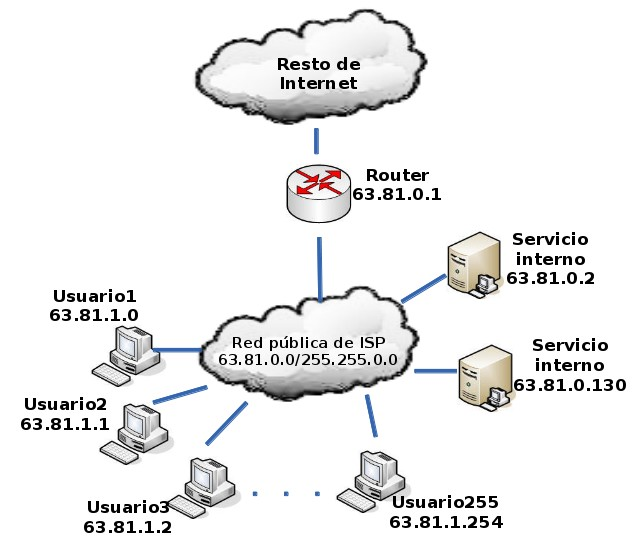 Resto de
Internet
Router
63.81.0.1
Servicio
interno
63.81.0.2
Usuario1
63.81.1.0
Red pública de ISP
63.81.0.0/255.255.0.0
Servicio
interno
63.81.0.130
Usuario2
63.81.1.1
Usuario3
63.81.1.2
. . . .
Usuario255
63.81.1.254